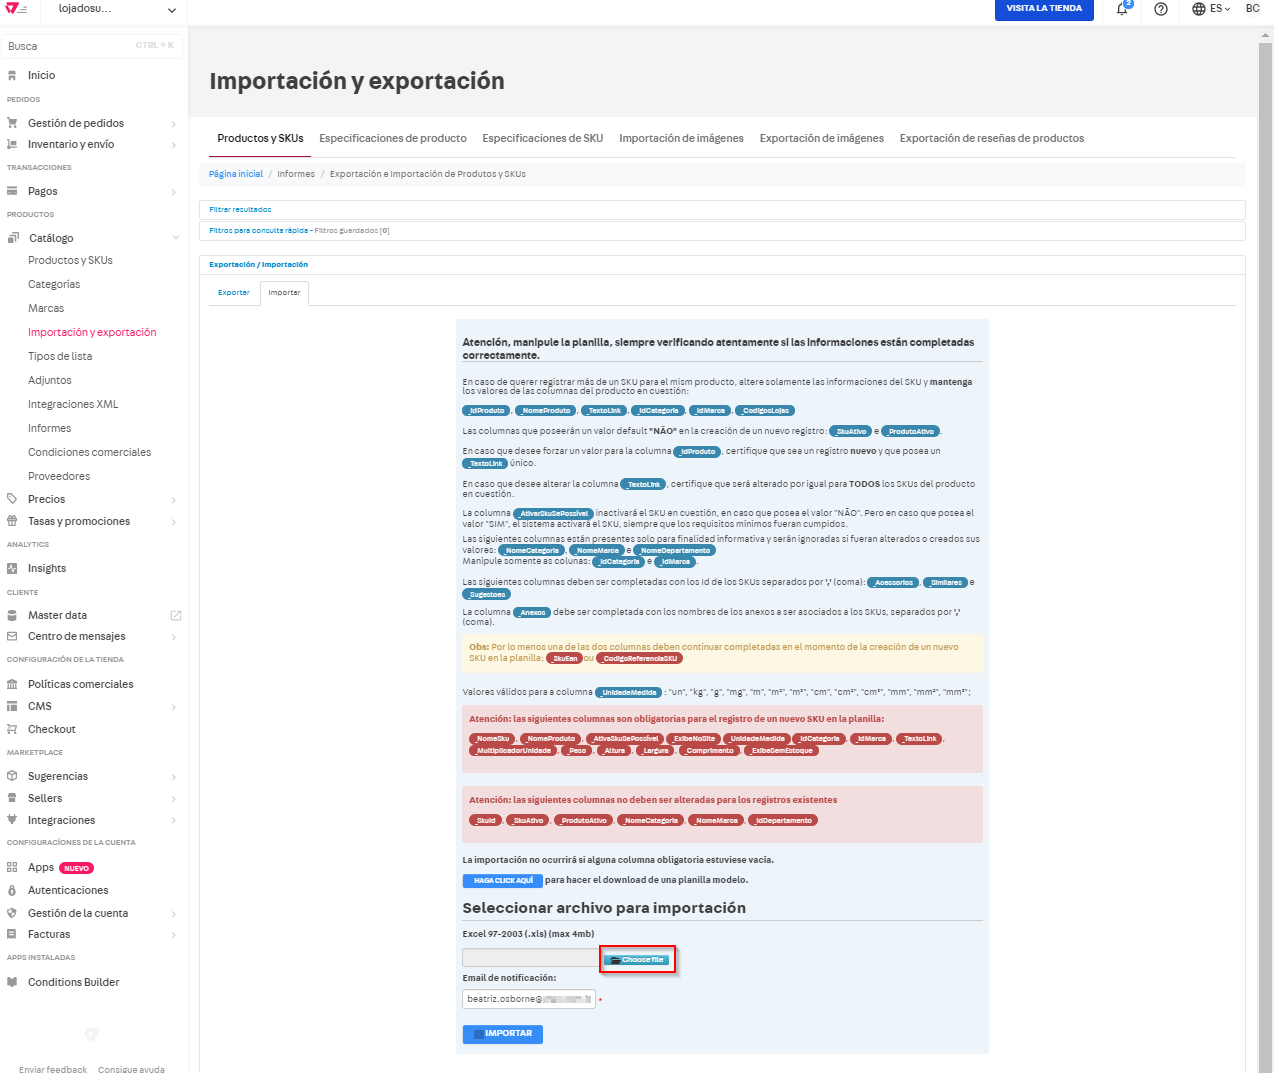 lojadosu...
VISITA LA TIENDA
2
ES
BC
Busca
CTRL + K
Inicio
PEDIDOS
Gestión de pedidos
Inventario y envío
TRANSACCIONES
Pagos
PRODUCTOS
Catálogo
Productos y SKUs
Categorías
Marcas
Importación y exportación
Tipos de lista
Adjuntos
Integraciones XML
Informes
Condiciones comerciales
Proveedores
Precios
Tasas y promociones
ANALYTICS
Insights
CLIENTE
Master data
Centro de mensajes
CONFIGURACIÓN DE LA TIENDA
Políticas comerciales
CMS
Checkout
MARKETPLACE
Sugerencias
Sellers
Integraciones
CONFIGURACÍONES DE LA CUENTA
Apps NUEVO
Autenticaciones
Gestión de la cuenta
Facturas
APPS INSTALADAS
Conditions Builder
Enviar feedback Consigue ayuda
Importación y exportación
Productos y SKUs Específicaciones de producto Especificaciones de SKU Importación de imágenes Exportación de imágenes Exportación de reseñas de productos
Página inicial / Informes / Exportación e Importación de Produtos y SKUs
Filtrar resultados
Filtros para consulta rápida - Filtros guardados [0]
Exportación / Importación
Exportar Importar
Atención, manipule la planilla, siempre verificando atentamente si las informaciones están completadas
correctamente.
En caso de querer registrar más de un SKU para el mism producto, altere solamente las informaciones del SKU y mantenga
los valores de las columnas del producto en cuestión:
_IdProduto, _NomeProduto, _TextoLink, _IdCategoria, _IdMarca, _CodigosLojas
Las columnas que poseerán un valor default "NÃO" en la creación de un nuevo registro: _SkuAtivo e _ProdutoAtivo.
En caso que desee forzar un valor para la columna _IdProduto, certifique que sea un registro nuevo y que posea un
_TextoLink único.
En caso que desee alterar la columna _TextoLink, certifique que será alterado por igual para TODOS los SKUs del producto
en cuestión.
La columna _AtivarSkuSePossível inactivará el SKU en cuestión, en caso que posea el valor "NÃO". Pero en caso que posea el
valor "SIM", el sistema activará el SKU, siempre que los requisitos mínimos fueran cumpidos.
Las siguientes columnas están presentes solo para finalidad informativa y serán ignoradas si fueran alterados o creados sus
valores: _NomeCategoria, _NomeMarca e _NomeDepartamento
Manipule somente as colunas: _IdCategoria e _IdMarca.
Las siguientes columnas deben ser completadas con los Id de los SKUs separados por ',' (coma): _Acessorios, _Similares e
_Sugestoes
La columna _Anexos debe ser completada con los nombres de los anexos a ser asociados a los SKUs, separados por ','
(coma).
Obs: Por lo menos una de las dos columnas deben continuar completadas en el momento de la creación de un nuevo
SKU en la planilla: _SkuEan ou _CodigoReferenciaSKU
Valores válidos para a columna _UnidadeMedida : "un", "kg", "g", "mg", "m", "m²", "m³", "cm", "cm²", "cm³", "mm", "mm²", "mm³";
Atención: las siguientes columnas son obligatorias para el registro de un nuevo SKU en la planilla:
_NomeSku, _NomeProduto, _AtivaSkuSePossível _ExibeNoSite _UnidadeMedida _IdCategoria, _IdMarca, _TextoLink,
_MultiplicadorUnidade, _Peso, _Altura, _Largura, _Comprimento, _ExibeSemEstoque
Atención: las siguientes columnas no deben ser alteradas para los registros existentes
_SkuId, _SkuAtivo, _ProdutoAtivo, _NomeCategoria, _NomeMarca, _IdDepartamento
La importación no ocurrirá si alguna columna obligatoria estuviese vacía.
HAGA CLICK AQUÍ para hacer el download de una planilla modelo.
Seleccionar archivo para importación
Excel 97-2003 (.xls) (max 4mb)
Choose file
Email de notificación:
beatriz.osborne@ *
IMPORTAR